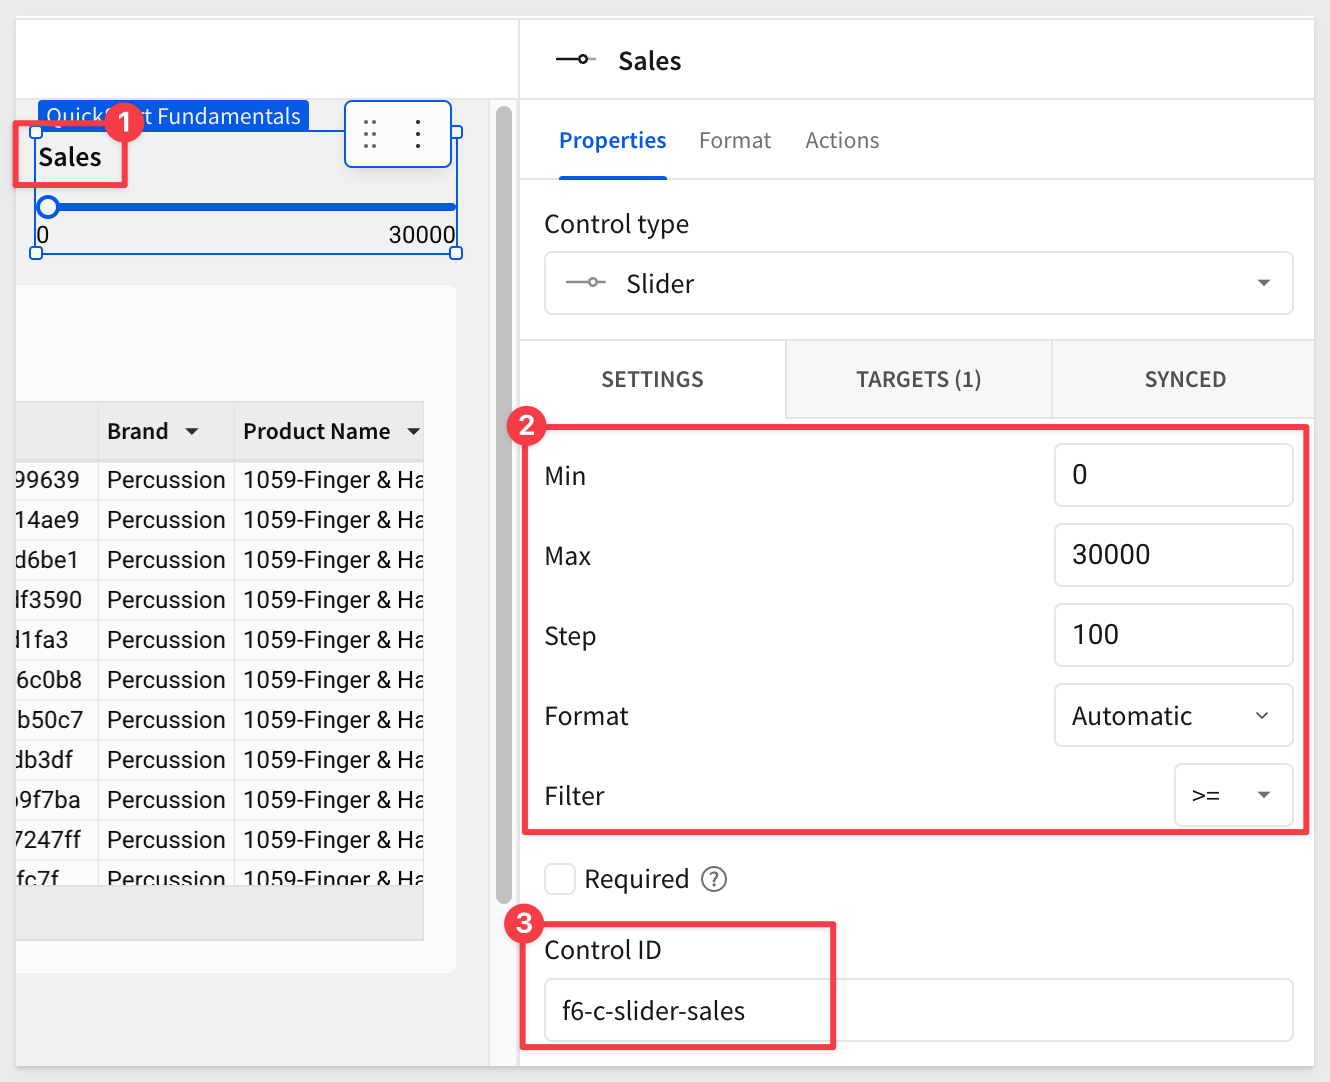 Sales
Properties Format Actions
Control type
Slider
SETTINGS TARGETS (1) SYNCED
2
Min 0
Max 30000
Step 100
Format Automatic
Filter >=
Required ?
3
Control ID
f6-c-slider-sales
1
Fundamentals
Sales
0 30000
Brand Product Name
99639 Percussion 1059-Finger & Ha
14ae9 Percussion 1059-Finger & Ha
d6be1 Percussion 1059-Finger & Ha
df3590 Percussion 1059-Finger & Ha
d1fa3 Percussion 1059-Finger & Ha
6c0b8 Percussion 1059-Finger & Ha
b50c7 Percussion 1059-Finger & Ha
db3df Percussion 1059-Finger & Ha
9f7ba Percussion 1059-Finger & Ha
7247ff Percussion 1059-Finger & Ha
fc7f Percussion 1059-Finger & Ha